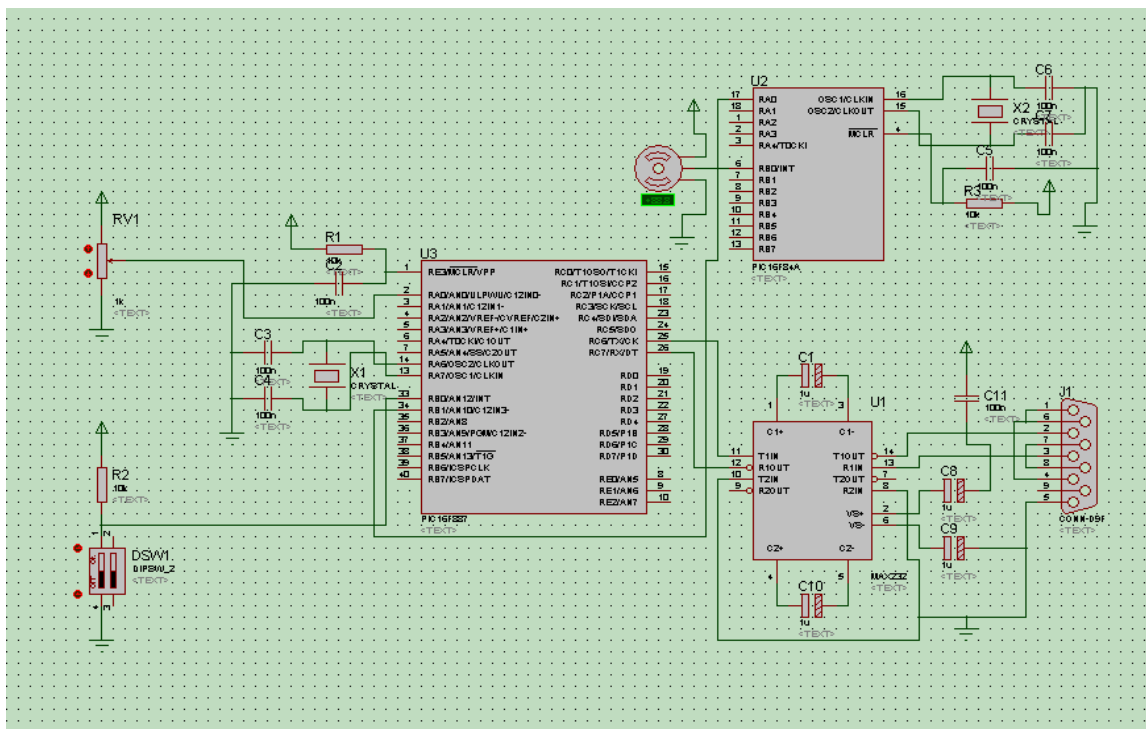 RV1
1k
<TEXT>
R2
10k
<TEXT>
1
2
4
3
OFF
ON
DSW1
DIPSW_2
<TEXT>
R1
10k
C2
100n
<TEXT>
C3
100n
<TEXT>
C4
100n
<TEXT>
X1
CRYSTAL
<TEXT>
U3
1 RE3/MCLR/VPP
2 RA0/AN0/ULPWU/C12IN0-
3 RA1/AN1/C12IN1-
4 RA2/AN2/VREF-/CVREF/C2IN+
5 RA3/AN3/VREF+/C1IN+
6 RA4/T0CKI/C1OUT
7 RA5/AN4/SS/C2OUT
14 RA6/OSC2/CLKOUT
13 RA7/OSC1/CLKIN
33 RB0/AN12/INT
34 RB1/AN10/C12IN3-
35 RB2/AN8
36 RB3/AN9/PGM/C12IN2-
37 RB4/AN11
38 RB5/AN13/T1G
39 RB6/ICSPCLK
40 RB7/ICSPDAT
RC0/T1OSO/T1CKI 15
RC1/T1OSI/CCP2 16
RC2/P1A/CCP1 17
RC3/SCK/SCL 18
RC4/SDI/SDA 23
RC5/SDO 24
RC6/TX/CK 25
RC7/RX/DT 26
RD0 19
RD1 20
RD2 21
RD3 22
RD4 27
RD5/P1B 28
RD6/P1C 29
RD7/P1D 30
RE0/AN5 8
RE1/AN6 9
RE2/AN7 10
PIC16F887
<TEXT>
U2
17 RA0
18 RA1
1 RA2
2 RA3
3 RA4/T0CKI
6 RB0/INT
7 RB1
8 RB2
9 RB3
10 RB4
11 RB5
12 RB6
13 RB7
OSC1/CLKIN 16
OSC2/CLKOUT 15
MCLR 4
PIC16F84A
<TEXT>
C6
100n
X2
CRYSTAL
<TEXT>
C7
100n
<TEXT>
C5
100n
<TEXT>
R3
10k
<TEXT>
C1
1u
<TEXT>
U1
1
3
C1+
C1-
11 T1IN
12 R1OUT
10 T2IN
9 R2OUT
T1OUT 14
R1IN 13
T2OUT 7
R2IN 8
VS+ 2
VS- 6
C2+
C2-
4
5
MAX232
<TEXT>
C10
1u
<TEXT>
C8
1u
<TEXT>
C9
1u
<TEXT>
C11
100n
<TEXT>
J1
1
6
2
7
3
8
4
9
5
CONN-D9F
<TEXT>